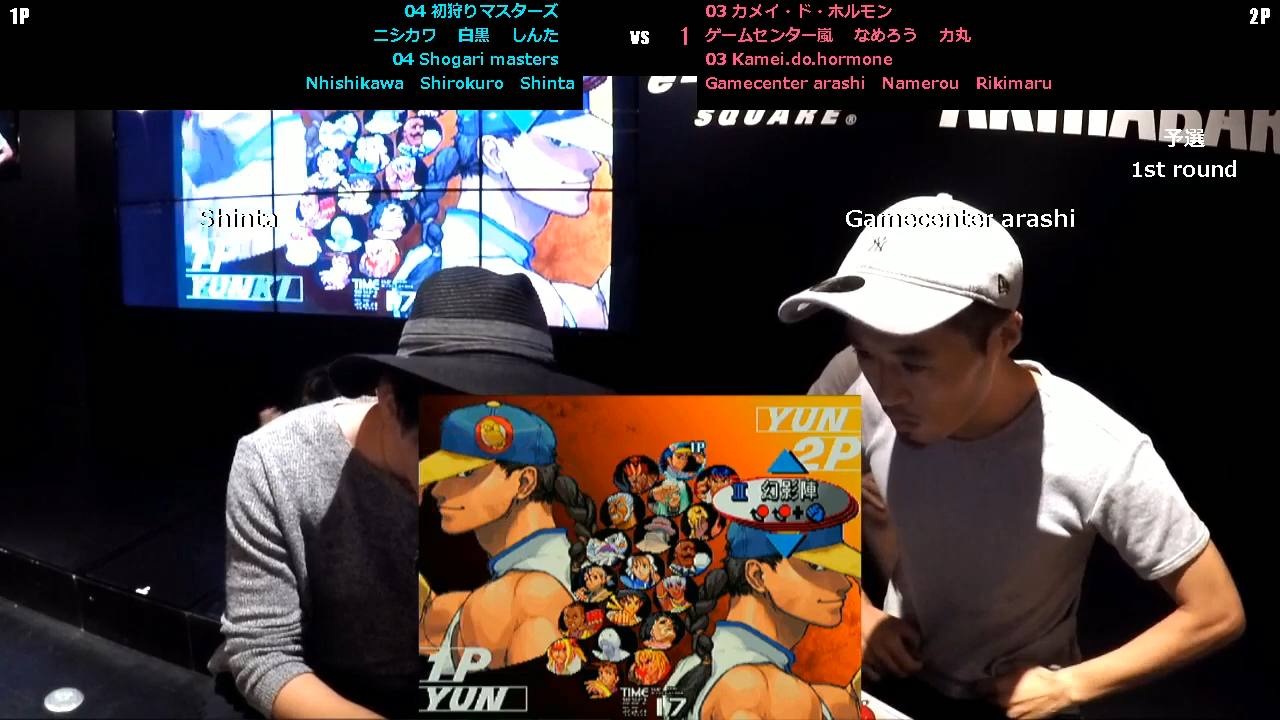 1P
04 初狩りマスターズ
ニシカワ 白黒 しんた
04 Shogari masters
Nhishikawa Shirokuro Shinta
vs
1
03 カメイ・ド・ホルモン
ゲームセンター嵐 なめろう 力丸
03 Kamei.do.hormone
Gamecenter arashi Namerou Rikimaru
2P
e-
SQUARE®
AKIHABAR
予選
1st round
Shinta
Gamecenter arashi
1P
TIME
17
NY
YUN
2P
1P
III 幻影陣
+
1P
YUN
TIME
17